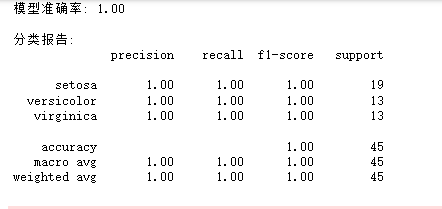 模型准确率: 1.00
分类报告:
precision recall f1-score support
setosa 1.00 1.00 1.00 19
versicolor 1.00 1.00 1.00 13
virginica 1.00 1.00 1.00 13
accuracy 1.00 45
macro avg 1.00 1.00 1.00 45
weighted avg 1.00 1.00 1.00 45